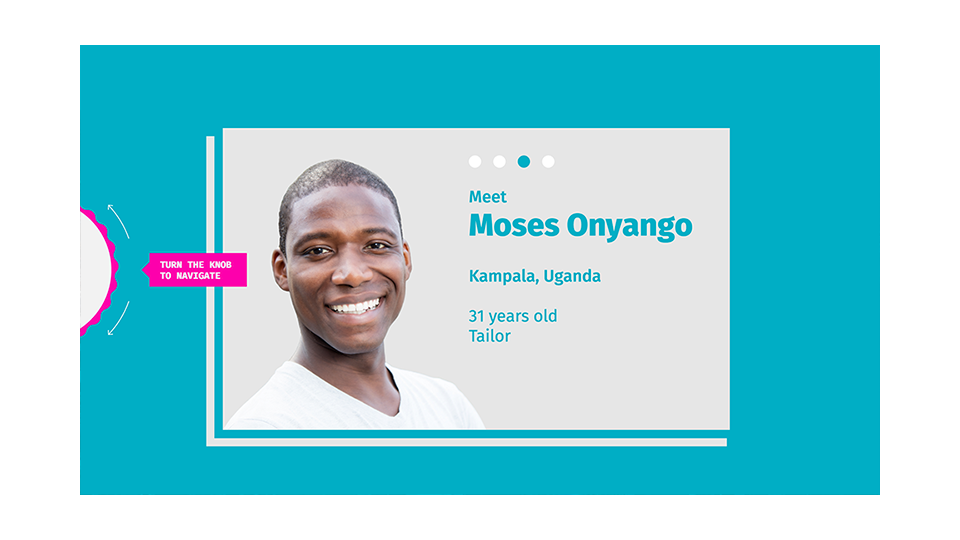 Meet
Moses Onyango
Kampala, Uganda
31 years old
Tailor
TURN THE KNOB
TO NAVIGATE